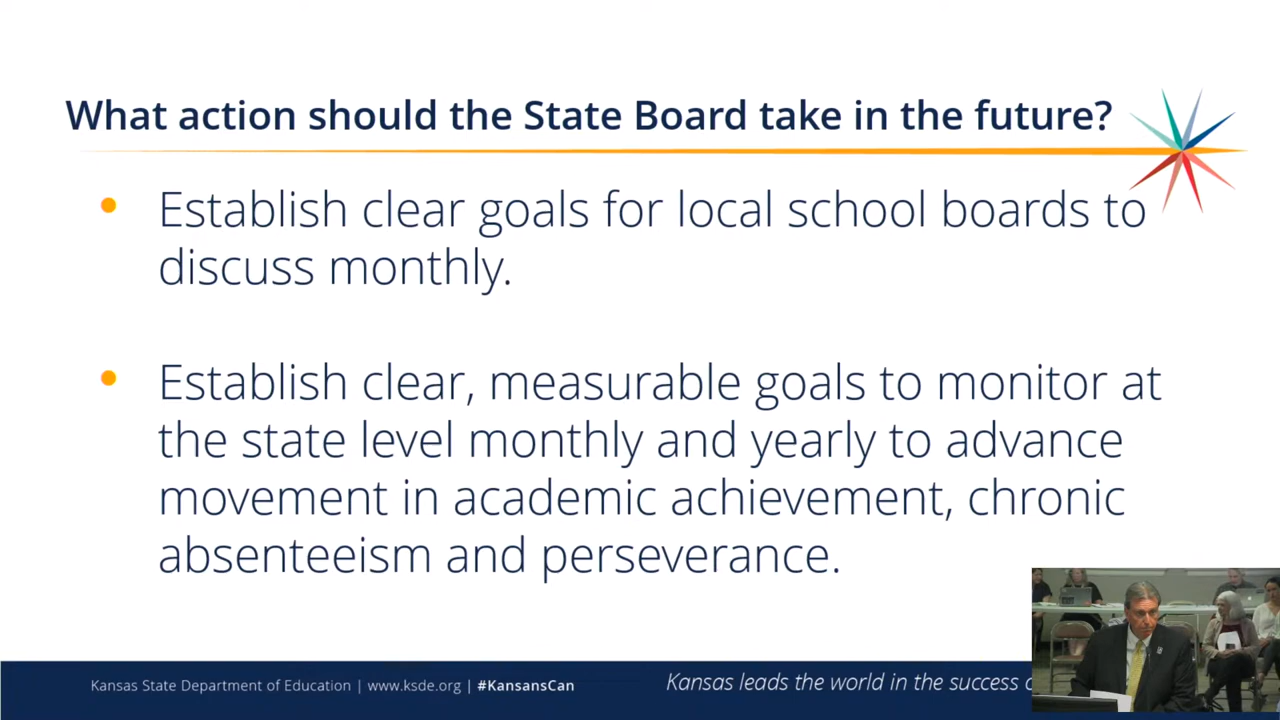 What action should the State Board take in the future?
• Establish clear goals for local school boards to
discuss monthly.
• Establish clear, measurable goals to monitor at
the state level monthly and yearly to advance
movement in academic achievement, chronic
absenteeism and perseverance.
Kansas State Department of Education | www.ksde.org | #KansansCan
Kansas leads the world in the success